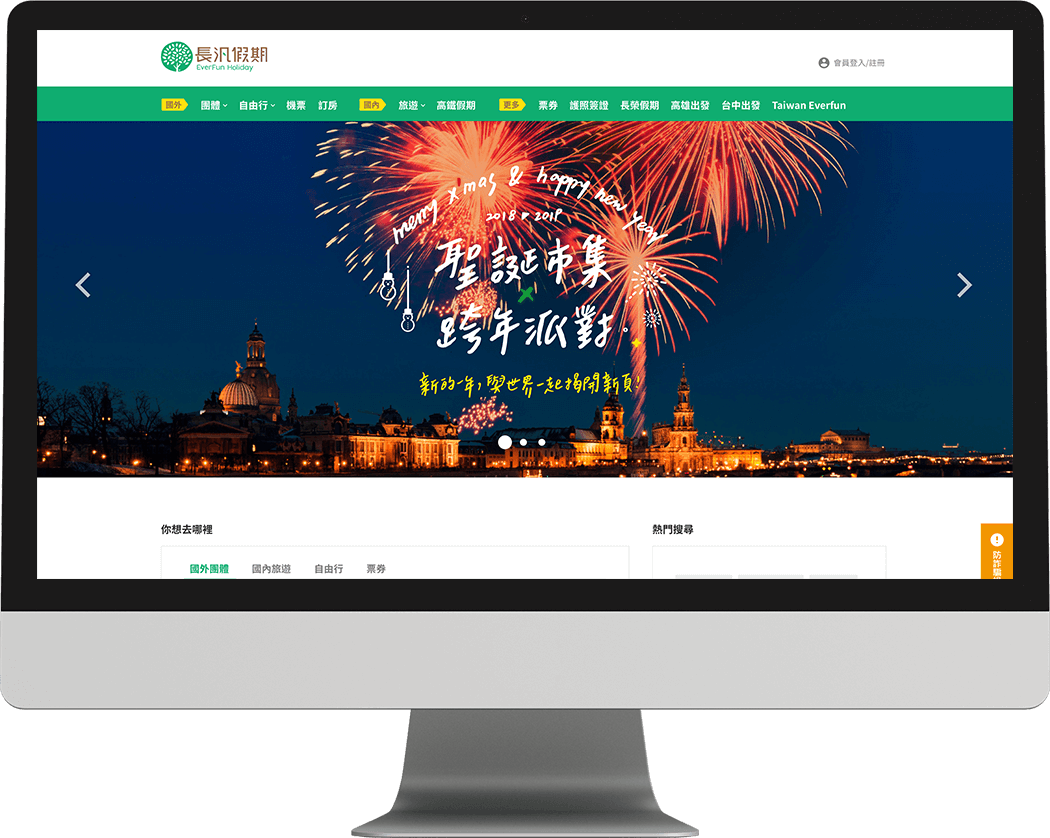 長汎假期
EverFun Holiday
會員登入/註冊
國外 團體 自由行 機票 訂房 國內 旅遊 高鐵假期 更多 票券 護照簽證 長榮假期 高雄出發 台中出發 Taiwan Everfun
merry xmas & happy new year
2018 ♥ 2019
聖誕市集
×
跨年派對
新的一年,與世界一起揭開新頁!
你想去哪裡
熱門搜尋
國外團體 國內旅遊 自由行 票券
防詐騙